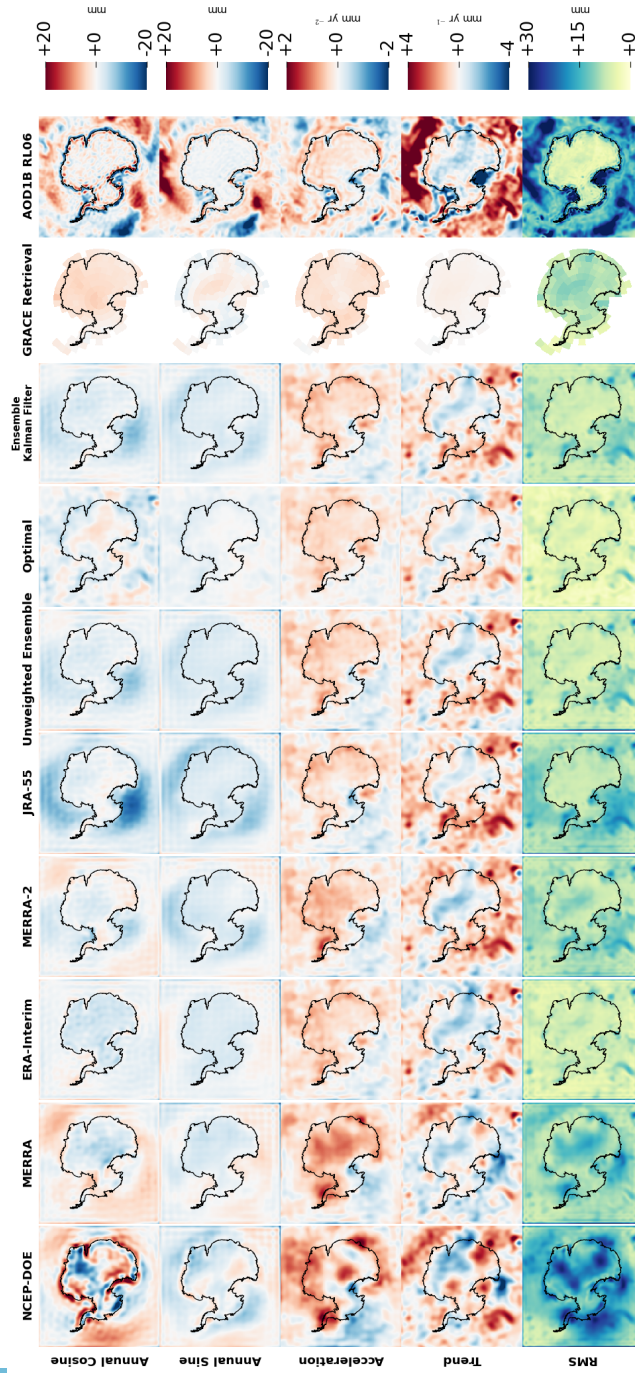 NCEP-DOE
MERRA
ERA-Interim
MERRA-2
JRA-55
Unweighted Ensemble
Optimal
Ensemble
Kalman Filter
GRACE Retrieval
AOD1B RL06
Annual Cosine
+20
+0
-20
mm
Annual Sine
+20
+0
-20
mm
Acceleration
+2
+0
-2
mm yr⁻²
Trend
+4
+0
-4
mm yr⁻¹
RMS
+30
+15
+0
mm